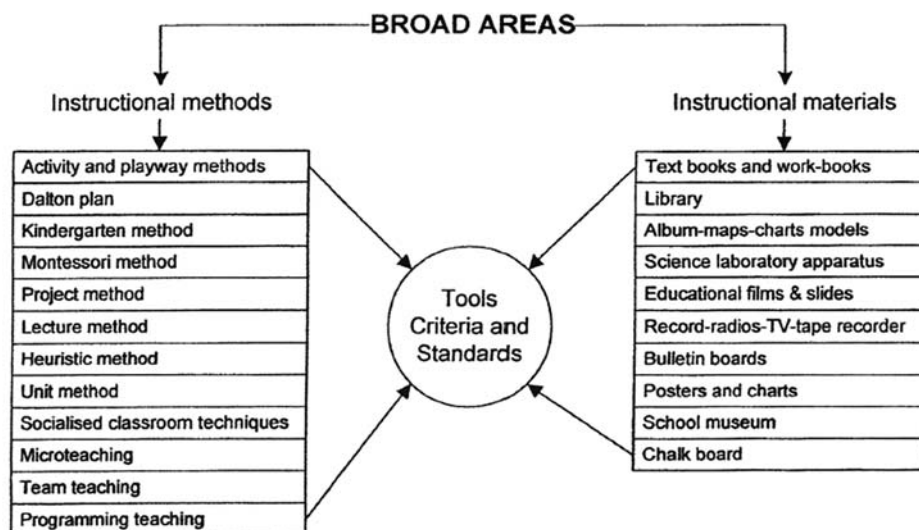 BROAD AREAS
Instructional methods
Activity and playway methods
Dalton plan
Kindergarten method
Montessori method
Project method
Lecture method
Heuristic method
Unit method
Socialised classroom techniques
Microteaching
Team teaching
Programming teaching
Tools
Criteria and
Standards
Instructional materials
Text books and work-books
Library
Album-maps-charts models
Science laboratory apparatus
Educational films & slides
Record-radios-TV-tape recorder
Bulletin boards
Posters and charts
School museum
Chalk board